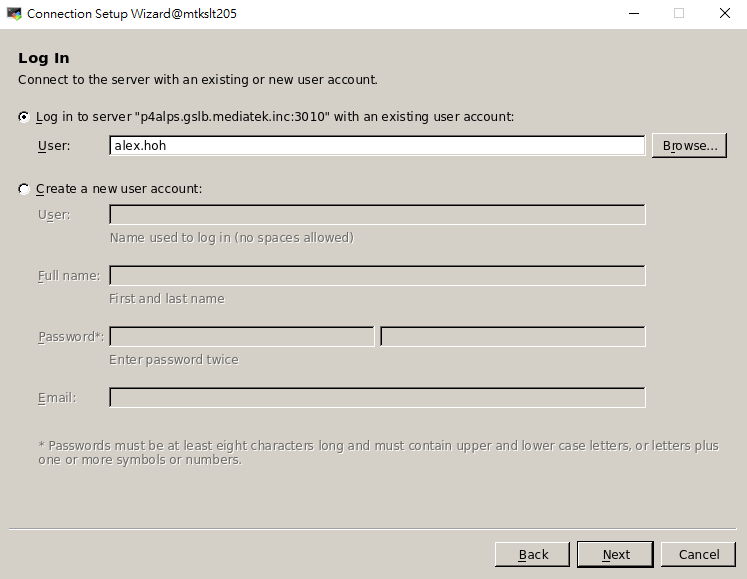 Connection Setup Wizard@mtkslt205
Log In
Connect to the server with an existing or new user account.
Log in to server "p4alps.gslb.mediatek.inc:3010" with an existing user account:
User: alex.hoh Browse...
Create a new user account:
User:
Name used to log in (no spaces allowed)
Full name:
First and last name
Password*:
Enter password twice
Email:
* Passwords must be at least eight characters long and must contain upper and lower case letters, or letters plus
one or more symbols or numbers.
Back Next Cancel